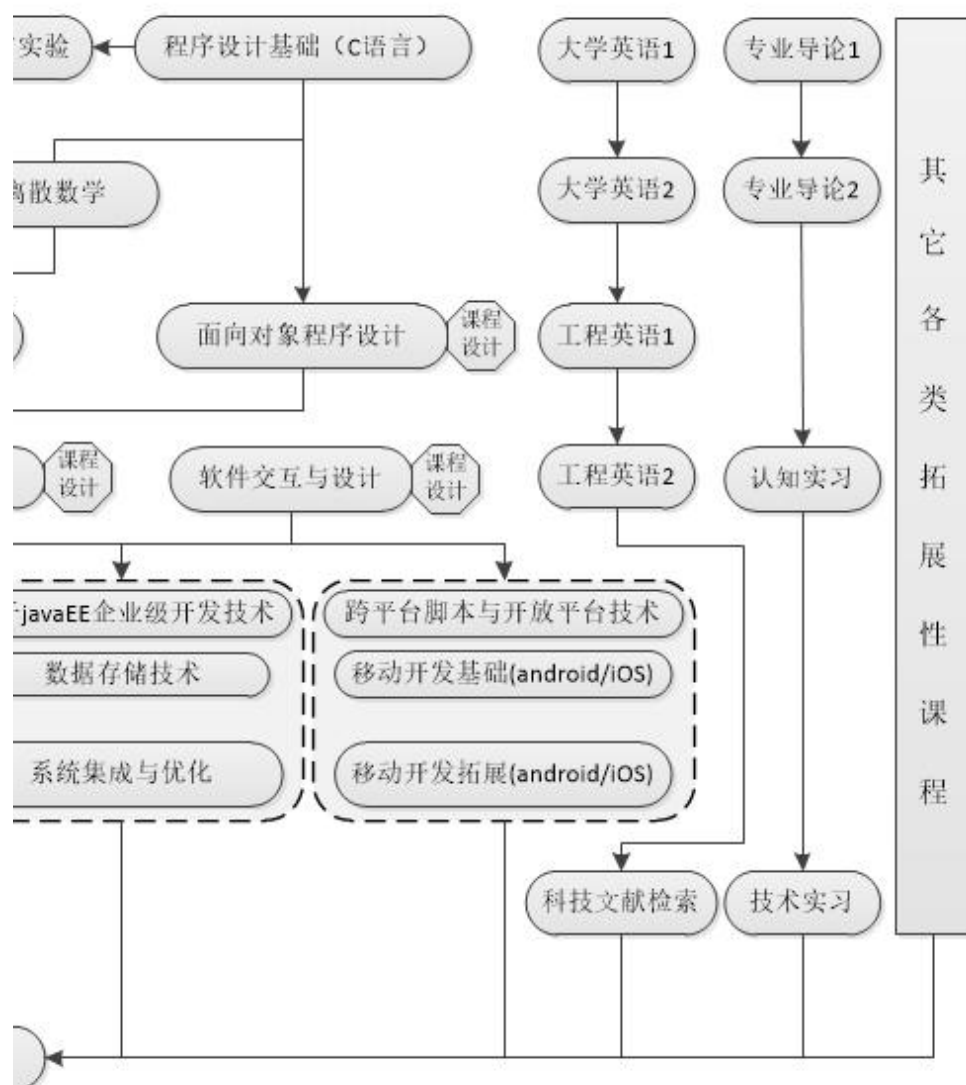 实验
程序设计基础（C语言）
大学英语1
专业导论1
离散数学
大学英语2
专业导论2
面向对象程序设计
课程
设计
工程英语1
课程
设计
软件交互与设计
课程
设计
工程英语2
认知实习
javaEE企业级开发技术
跨平台脚本与开放平台技术
数据存储技术
移动开发基础(android/iOS)
系统集成与优化
移动开发拓展(android/iOS)
科技文献检索
技术实习
其它各类拓展性课程